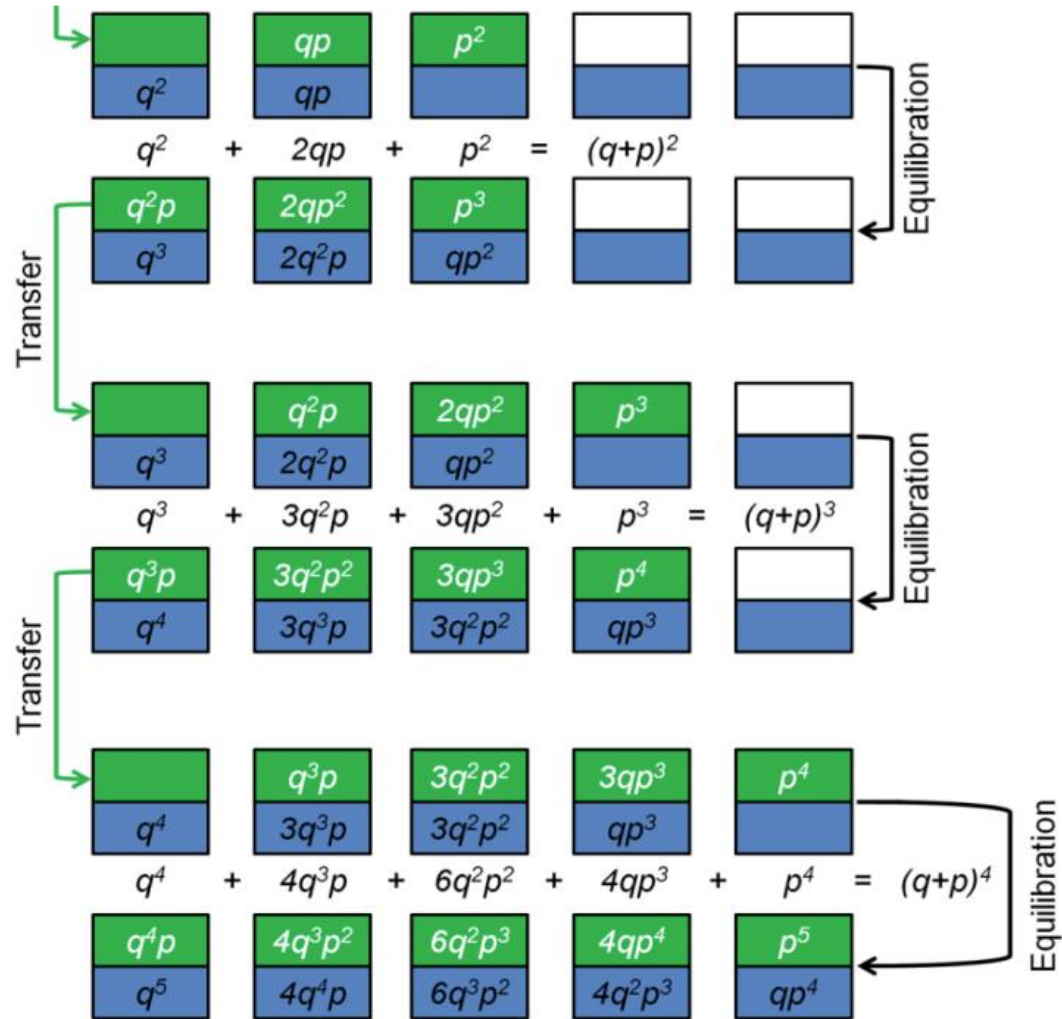 qp p²
q² qp
q² + 2qp + p² = (q+p)²
Equilibration
q²p 2qp² p³
q³ 2q²p qp²
Transfer
q²p 2qp² p³
q³ 2q²p qp²
q³ + 3q²p + 3qp² + p³ = (q+p)³
Equilibration
q³p 3q²p² 3qp³ p⁴
q⁴ 3q³p 3q²p² qp³
Transfer
q³p 3q²p² 3qp³ p⁴
q⁴ 3q³p 3q²p² qp³
q⁴ + 4q³p + 6q²p² + 4qp³ + p⁴ = (q+p)⁴
Equilibration
q⁴p 4q³p² 6q²p³ 4qp⁴ p⁵
q⁵ 4q⁴p 6q³p² 4q²p³ qp⁴